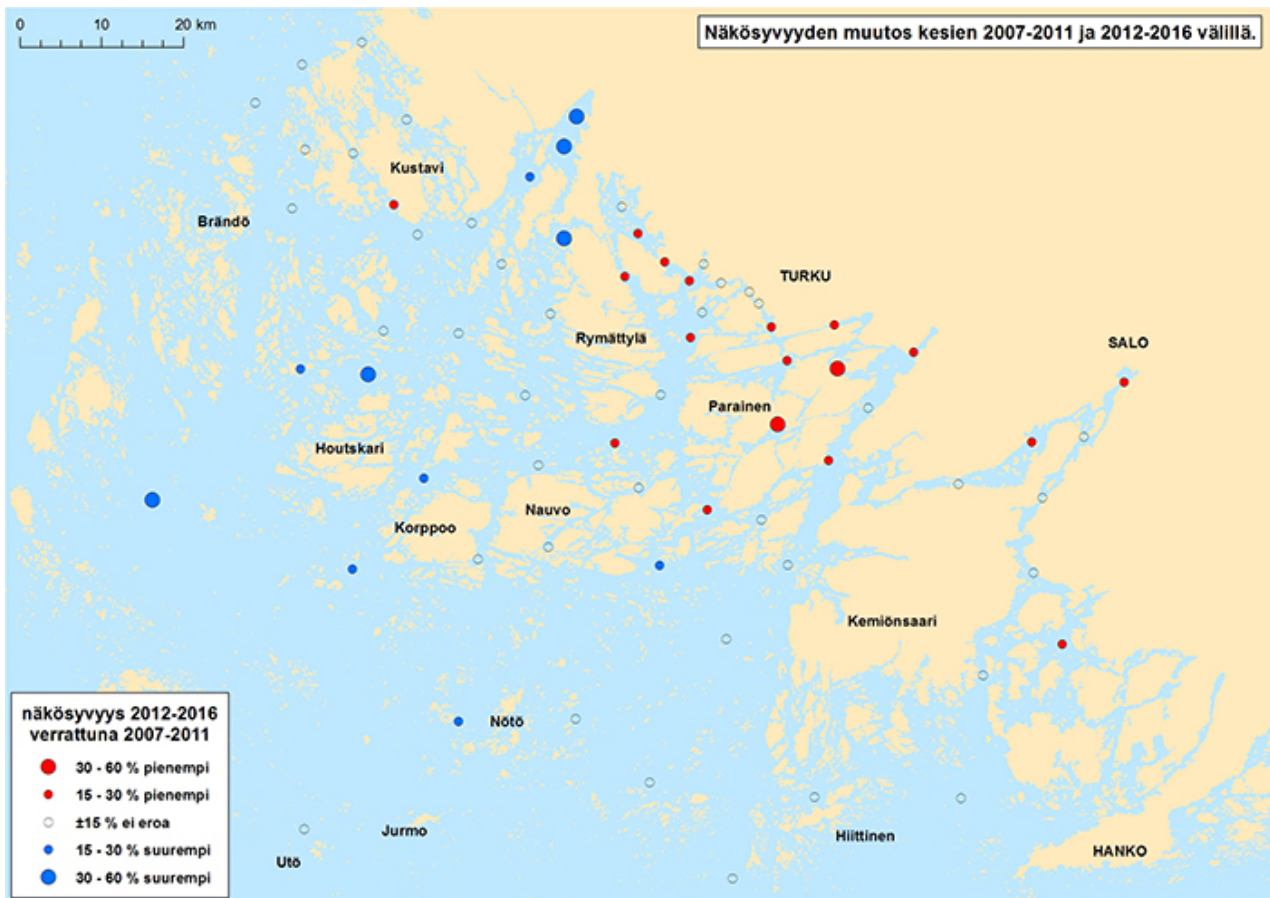 0 10 20 km
Näkösyvyyden muutos kesien 2007-2011 ja 2012-2016 välillä.
Kustavi
Brändö
TURKU
Rymättylä
SALO
Parainen
Houtskari
Nauvo
Korppoo
Kemiönsaari
Nötö
Jurmo
Hiittinen
Utö
HANKO
näkösyvyys 2012-2016
verrattuna 2007-2011
30 - 60 % pienempi
15 - 30 % pienempi
±15 % ei eroa
15 - 30 % suurempi
30 - 60 % suurempi